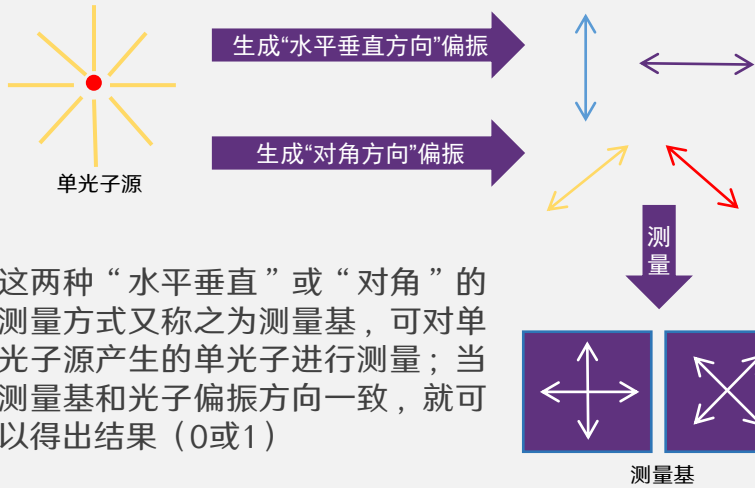 生成“水平垂直方向”偏振
生成“对角方向”偏振
单光子源
测
量
这两种“水平垂直”或“对角”的
测量方式又称之为测量基，可对单
光子源产生的单光子进行测量；当
测量基和光子偏振方向一致，就可
以得出结果（0或1）
测量基